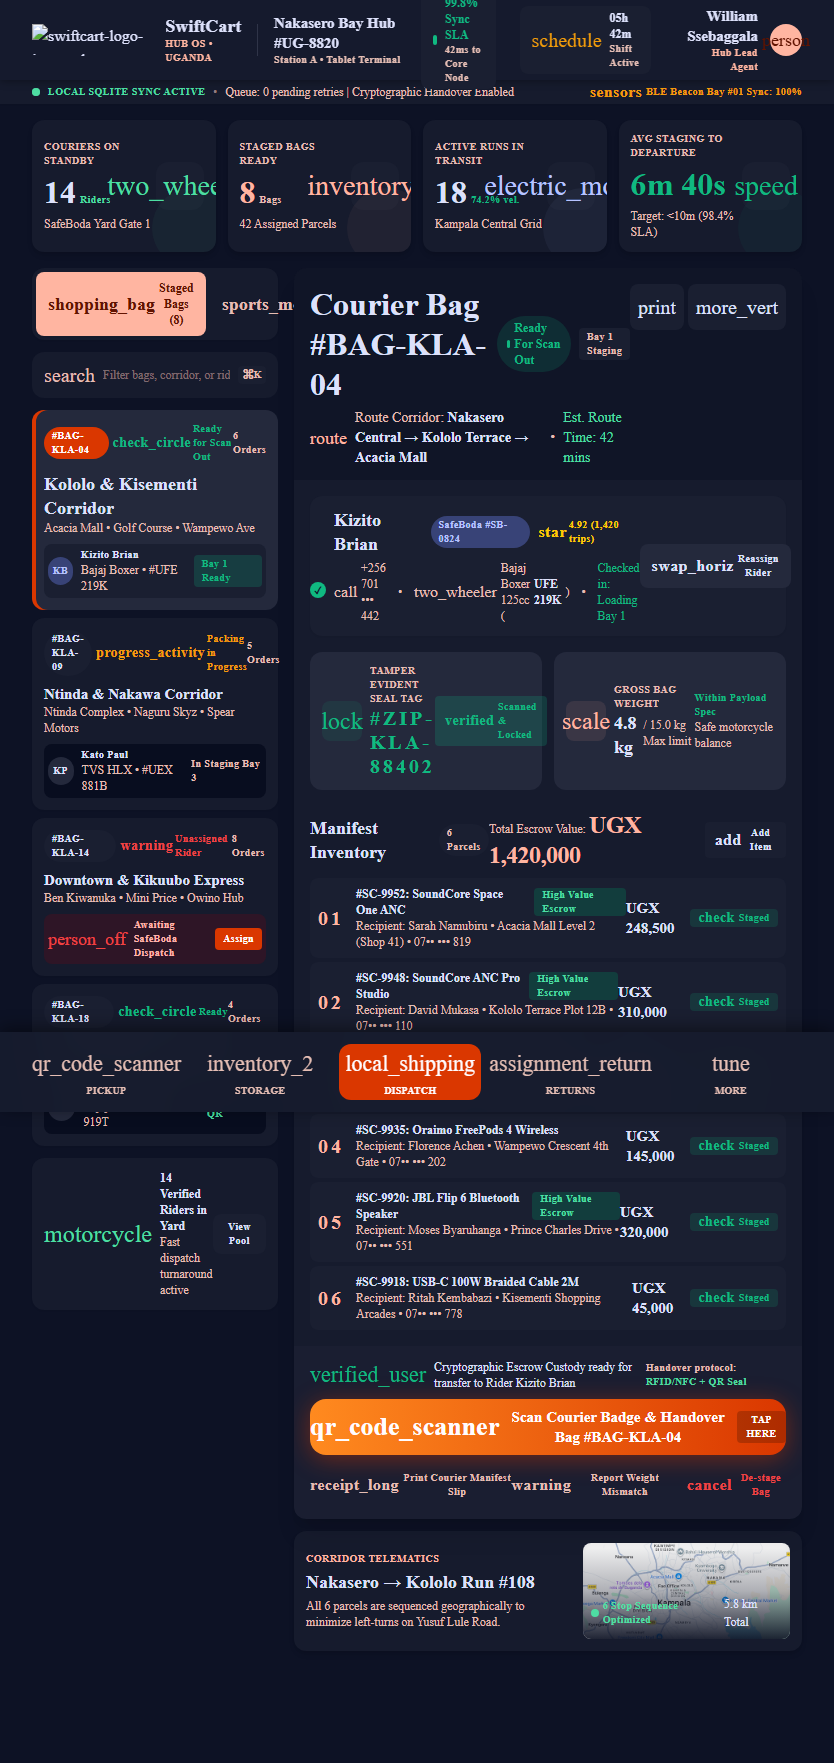 swiftcart-logo-
SwiftCart
HUB OS •
UGANDA
Nakasero Bay Hub
#UG-8820
Station A • Tablet Terminal
99.8%
Sync
SLA
42ms to
Core
Node
schedule
05h
42m
Shift
Active
William
Ssebaggala
Hub Lead
Agent
person
LOCAL SQLITE SYNC ACTIVE • Queue: 0 pending retries | Cryptographic Handover Enabled
sensors BLE Beacon Bay #01 Sync: 100%
COURIERS ON
STANDBY
14 Riders two_whee
SafeBoda Yard Gate 1
STAGED BAGS
READY
8 Bags inventory
42 Assigned Parcels
ACTIVE RUNS IN
TRANSIT
18 74.2% vel. electric_mo
Kampala Central Grid
AVG STAGING TO
DEPARTURE
6m 40s speed
Target: <10m (98.4%
SLA)
shopping_bag
Staged
Bags
(8)
sports_m
search Filter bags, corridor, or rid ⌘K
#BAG-
KLA-04
check_circle
Ready
for Scan
Out
6
Orders
Kololo & Kisementi
Corridor
Acacia Mall • Golf Course • Wampewo Ave
KB
Kizito Brian
Bajaj Boxer • #UFE
219K
Bay 1
Ready
#BAG-
KLA-
09
progress_activity
Packing
in
Progress
5
Orders
Ntinda & Nakawa Corridor
Ntinda Complex • Naguru Skyz • Spear
Motors
KP
Kato Paul
TVS HLX • #UEX
881B
In Staging Bay
3
#BAG-
KLA-14
warning
Unassigned
Rider
8
Orders
Downtown & Kikuubo Express
Ben Kiwanuka • Mini Price • Owino Hub
person_off
Awaiting
SafeBoda
Dispatch
Assign
#BAG-
KLA-18
check_circle Ready
4
Orders
919T
QR
motorcycle
14
Verified
Riders in
Yard
Fast
dispatch
turnaround
active
View
Pool
Courier Bag
#BAG-KLA-
04
Ready
For Scan
Out
Bay 1
Staging
print
more_vert
route
Route Corridor: Nakasero
Central → Kololo Terrace →
Acacia Mall
•
Est. Route
Time: 42
mins
Kizito
Brian
SafeBoda #SB-
0824
star
4.92 (1,420
trips)
call
+256
701
•••
442
•
two_wheeler
Bajaj
Boxer
125cc
(
UFE
219K
)
•
Checked
in:
Loading
Bay 1
swap_horiz
Reassign
Rider
lock
TAMPER
EVIDENT
SEAL TAG
#ZIP-
KLA-
88402
verified
Scanned
&
Locked
scale
GROSS BAG
WEIGHT
4.8
kg
/ 15.0 kg
Max limit
Within Payload
Spec
Safe motorcycle
balance
Manifest
Inventory
6
Parcels
Total Escrow Value: UGX
1,420,000
add
Add
Item
01
#SC-9952: SoundCore Space
One ANC
High Value
Escrow
Recipient: Sarah Namubiru • Acacia Mall Level 2
(Shop 41) • 07•• ••• 819
UGX
248,500
check Staged
02
#SC-9948: SoundCore ANC Pro
Studio
High Value
Escrow
Recipient: David Mukasa • Kololo Terrace Plot 12B •
07•• ••• 110
UGX
310,000
check Staged
qr_code_scanner
PICKUP
inventory_2
STORAGE
local_shipping
DISPATCH
assignment_return
RETURNS
tune
MORE
04
#SC-9935: Oraimo FreePods 4 Wireless
Recipient: Florence Achen • Wampewo Crescent 4th
Gate • 07•• ••• 202
UGX
145,000
check Staged
05
#SC-9920: JBL Flip 6 Bluetooth
Speaker
High Value
Escrow
Recipient: Moses Byaruhanga • Prince Charles Drive •
07•• ••• 551
UGX
320,000
check Staged
06
#SC-9918: USB-C 100W Braided Cable 2M
Recipient: Ritah Kembabazi • Kisementi Shopping
Arcades • 07•• ••• 778
UGX
45,000
check Staged
verified_user
Cryptographic Escrow Custody ready for
transfer to Rider Kizito Brian
Handover protocol:
RFID/NFC + QR Seal
qr_code_scanner
Scan Courier Badge & Handover
Bag #BAG-KLA-04
TAP
HERE
receipt_long
Print Courier Manifest
Slip
warning
Report Weight
Mismatch
cancel
De-stage
Bag
CORRIDOR TELEMATICS
Nakasero → Kololo Run #108
All 6 parcels are sequenced geographically to
minimize left-turns on Yusuf Lule Road.
Kampala
6 Stop Sequence
Optimized
5.8 km
Total